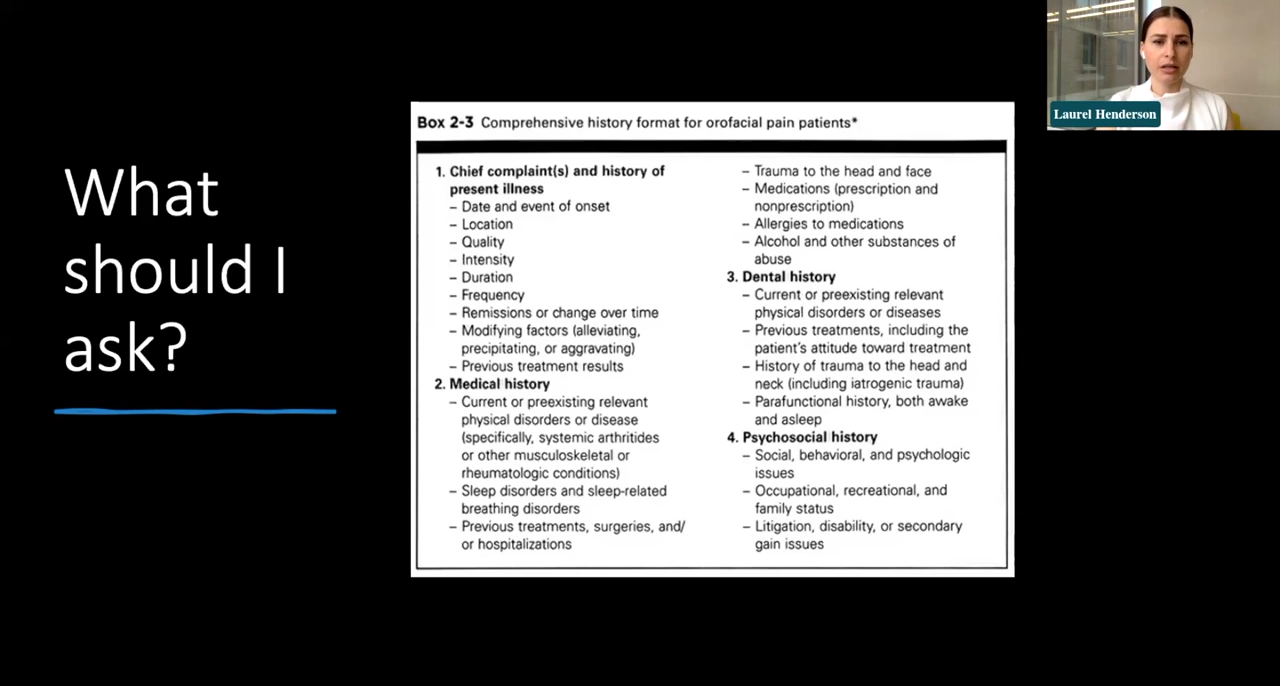 What
should I
ask?
Box 2-3 Comprehensive history format for orofacial pain patients*
1. Chief complaint(s) and history of
present illness
– Date and event of onset
– Location
– Quality
– Intensity
– Duration
– Frequency
– Remissions or change over time
– Modifying factors (alleviating,
precipitating, or aggravating)
– Previous treatment results
2. Medical history
– Current or preexisting relevant
physical disorders or disease
(specifically, systemic arthritides
or other musculoskeletal or
rheumatologic conditions)
– Sleep disorders and sleep-related
breathing disorders
– Previous treatments, surgeries, and/
or hospitalizations
– Trauma to the head and face
– Medications (prescription and
nonprescription)
– Allergies to medications
– Alcohol and other substances of
abuse
3. Dental history
– Current or preexisting relevant
physical disorders or diseases
– Previous treatments, including the
patient's attitude toward treatment
– History of trauma to the head and
neck (including iatrogenic trauma)
– Parafunctional history, both awake
and asleep
4. Psychosocial history
– Social, behavioral, and psychologic
issues
– Occupational, recreational, and
family status
– Litigation, disability, or secondary
gain issues
Laurel Henderson